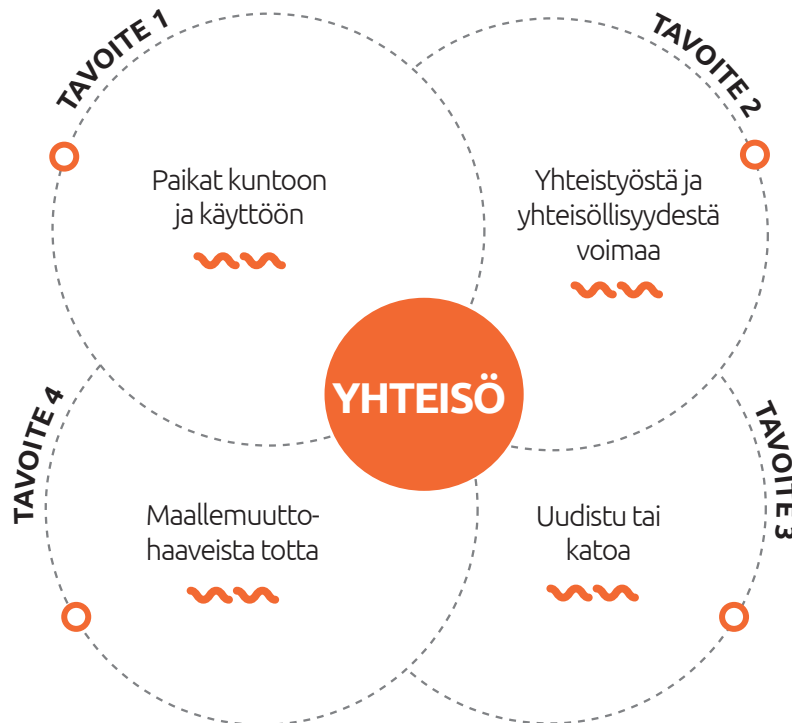 TAVOITE 1
Paikat kuntoon
ja käyttöön
TAVOITE 2
Yhteistyöstä ja
yhteisöllisyydestä
voimaa
YHTEISÖ
TAVOITE 4
Maallemuutto-
haaveista totta
TAVOITE 3
Uudistu tai
katoa